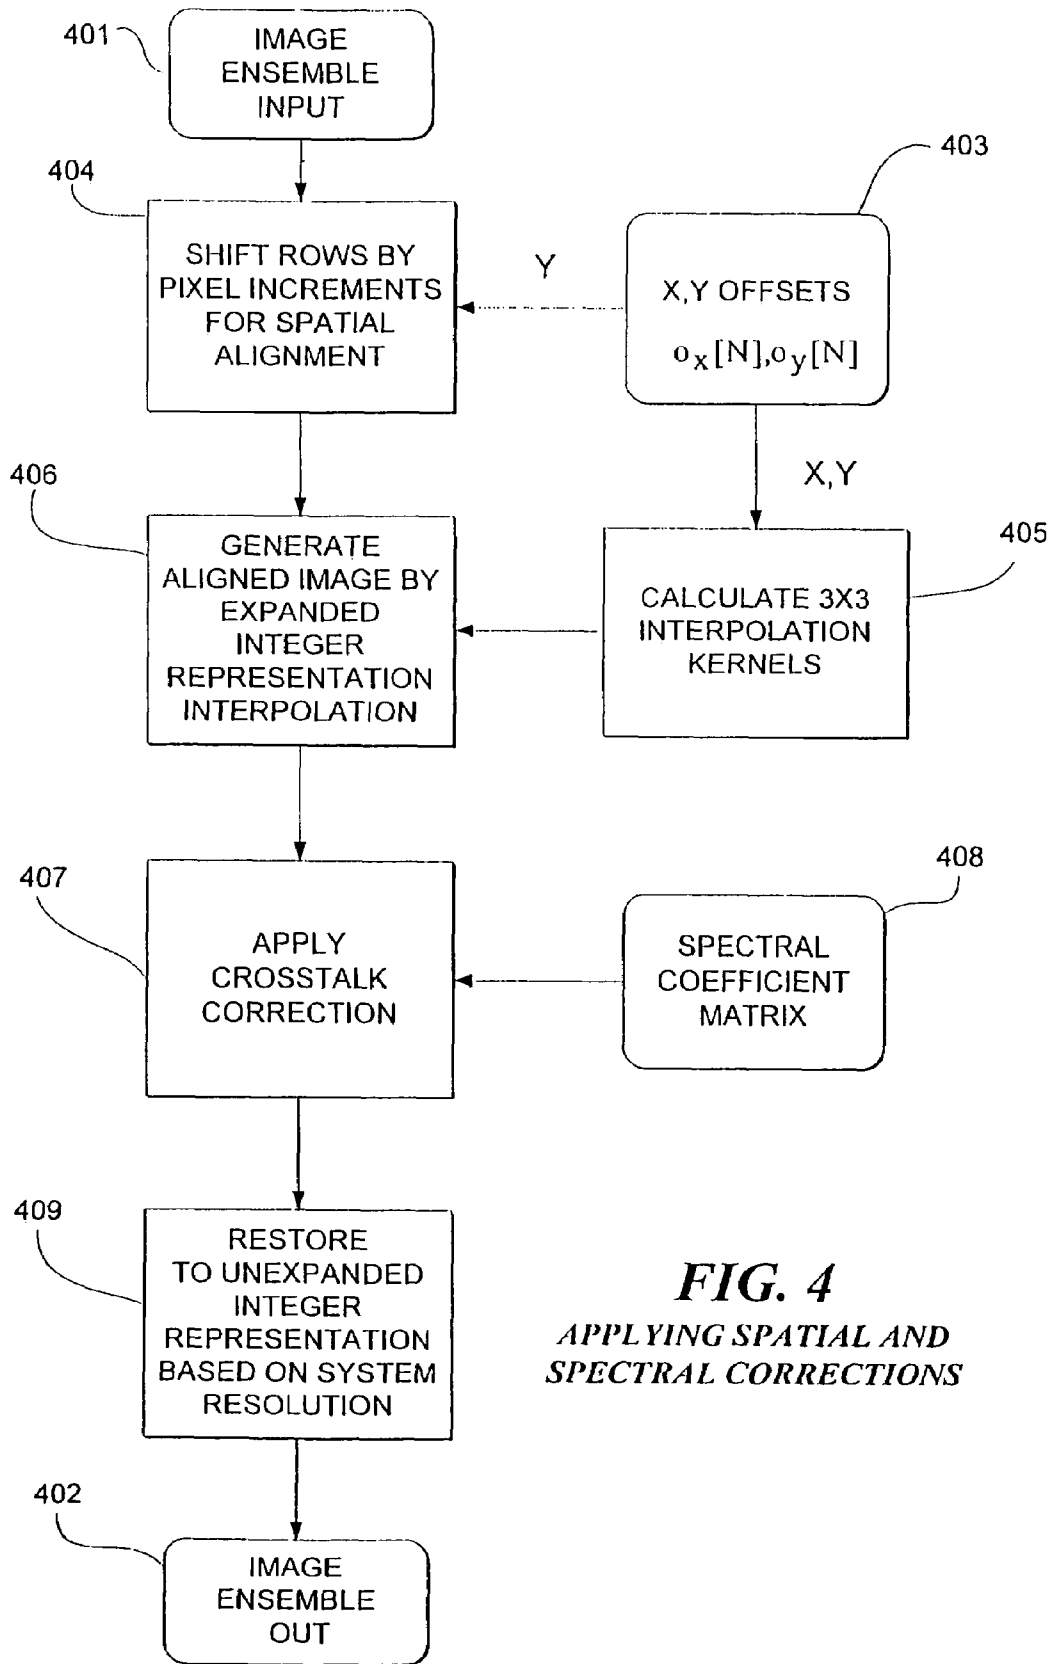 401
IMAGE
ENSEMBLE
INPUT
404
SHIFT ROWS BY
PIXEL INCREMENTS
FOR SPATIAL
ALIGNMENT
Y
403
X,Y OFFSETS
ox[N],oy[N]
X,Y
406
GENERATE
ALIGNED IMAGE BY
EXPANDED
INTEGER
REPRESENTATION
INTERPOLATION
405
CALCULATE 3X3
INTERPOLATION
KERNELS
407
APPLY
CROSSTALK
CORRECTION
408
SPECTRAL
COEFFICIENT
MATRIX
409
RESTORE
TO UNEXPANDED
INTEGER
REPRESENTATION
BASED ON SYSTEM
RESOLUTION
FIG. 4
APPLYING SPATIAL AND
SPECTRAL CORRECTIONS
402
IMAGE
ENSEMBLE
OUT